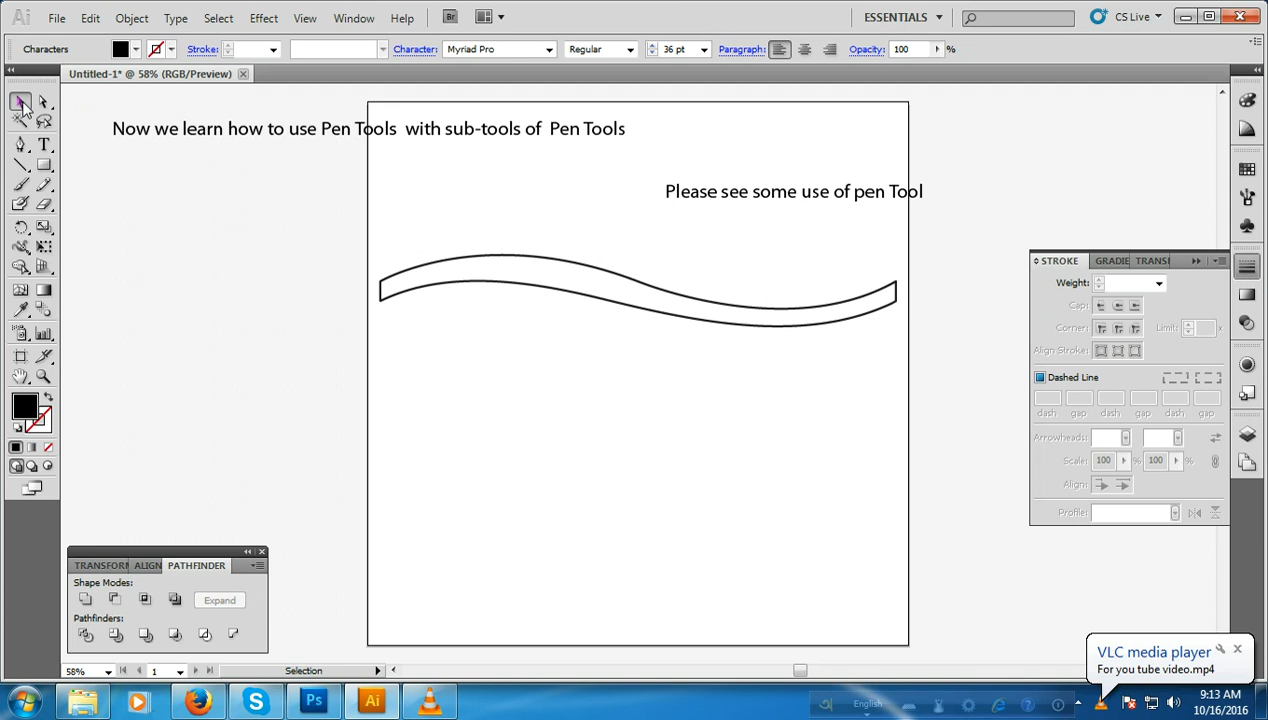 Ai File Edit Object Type Select Effect View Window Help Br ESSENTIALS CS Live
Characters Stroke: Character: Myriad Pro Regular 36 pt Paragraph: Opacity: 100 %
Untitled-1* @ 58% (RGB/Preview)
Now we learn how to use Pen Tools with sub-tools of Pen Tools
Please see some use of pen Tool
STROKE GRADIE TRANSI
Weight:
Cap:
Corner: Limit: x
Align Stroke:
Dashed Line
dash gap dash gap dash gap
Arrowheads:
Scale: 100 % 100 %
Align:
Profile:
TRANSFORM ALIGN PATHFINDER
Shape Modes:
Expand
Pathfinders:
58% 1 Selection
VLC media player
For you tube video.mp4
Ps Ai English
9:13 AM
10/16/2016